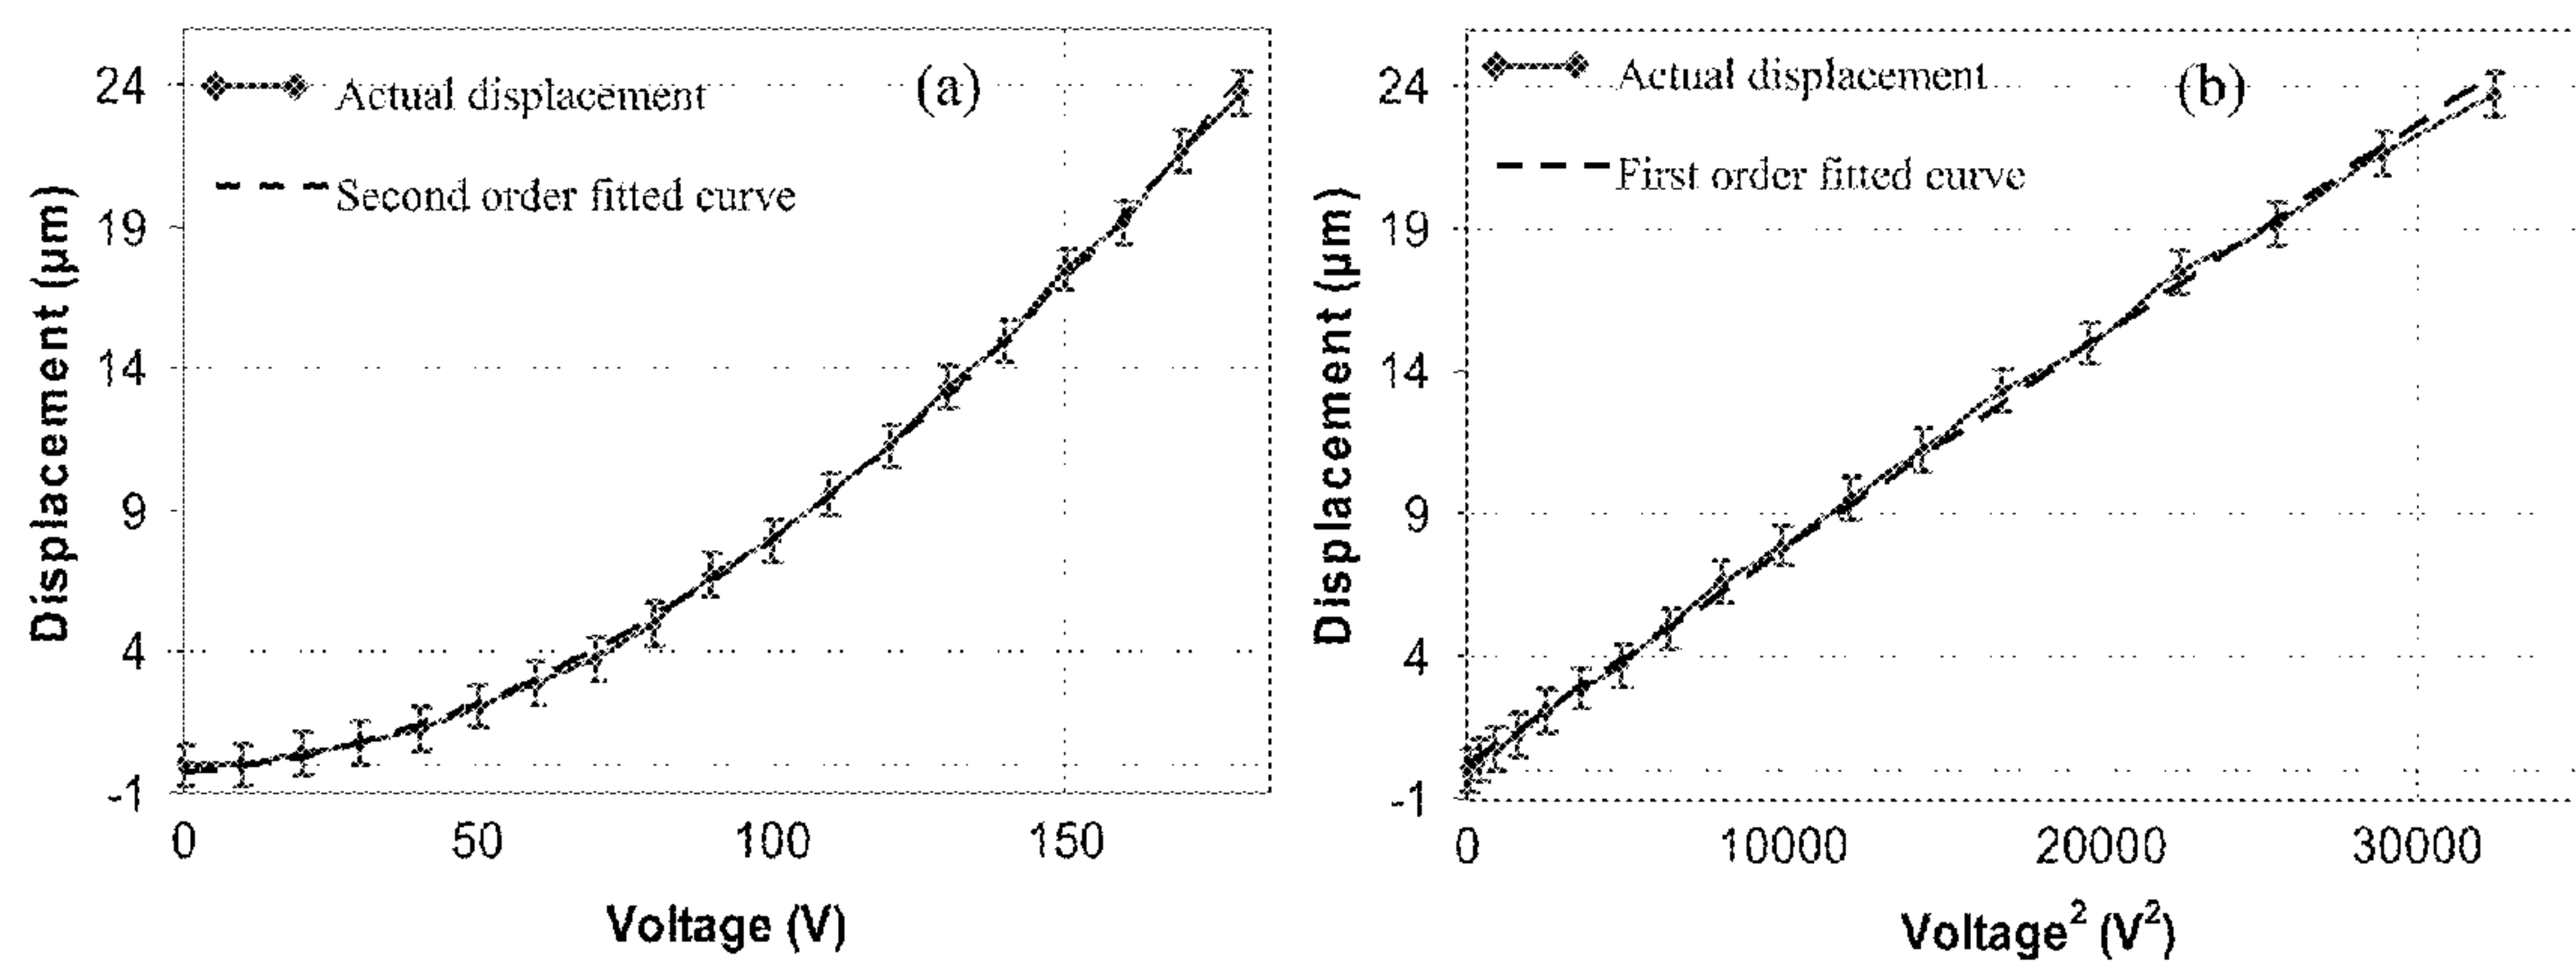 24
Actual displacement
(a)
Second order fitted curve
19
14
9
4
-1
0 50 100 150
Displacement (µm)
Voltage (V)
24
Actual displacement
(b)
First order fitted curve
19
14
9
4
-1
0 10000 20000 30000
Displacement (µm)
Voltage² (V²)